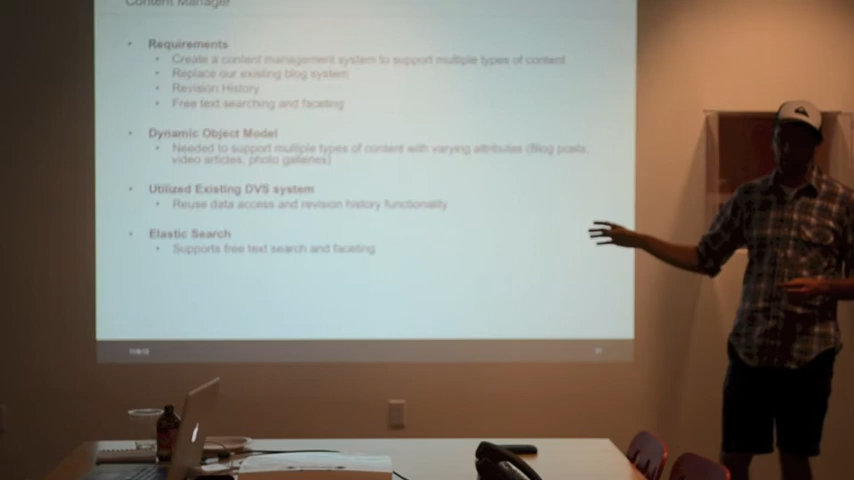 Content Manager
• Requirements
• Create a content management system to support multiple types of content
• Replace our existing blog system
• Revision History
• Free text searching and faceting
• Dynamic Object Model
• Needed to support multiple types of content with varying attributes (Blog posts,
video articles, photo galleries)
• Utilized Existing DVS system
• Reuse data access and revision history functionality
• Elastic Search
• Supports free text search and faceting